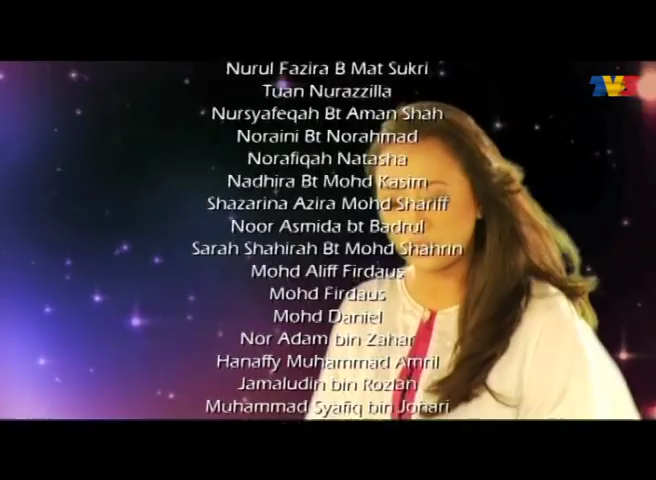 Nurul Fazira B Mat Sukri
TV3
Tuan Nurazzilla
Nursyafeqah Bt Aman Shah
Noraini Bt Norahmad
Norafiqah Natasha
Nadhira Bt Mohd Kasim
Shazarina Azira Mohd Shariff
Noor Asmida bt Badrul
Sarah Shahirah Bt Mohd Shahrin
Mohd Aliff Firdaus
Mohd Firdaus
Mohd Daniel
Nor Adam bin Zahar
Hanaffy Muhammad Amril
Jamaludin bin Rozlan
Muhammad Syafiq bin Johari